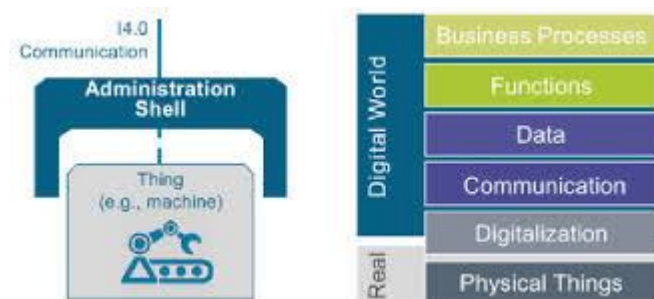 I4.0
Communication
Administration
Shell
Thing
(e.g., machine)
Digital World
Real
Business Processes
Functions
Data
Communication
Digitalization
Physical Things